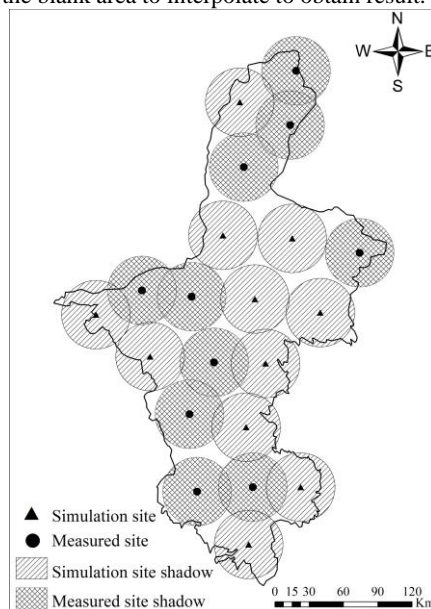 the blank area to interpolate to obtain result.
N
W E
S
Simulation site
Measured site
Simulation site shadow
Measured site shadow
0 15 30 60 90 120
Km